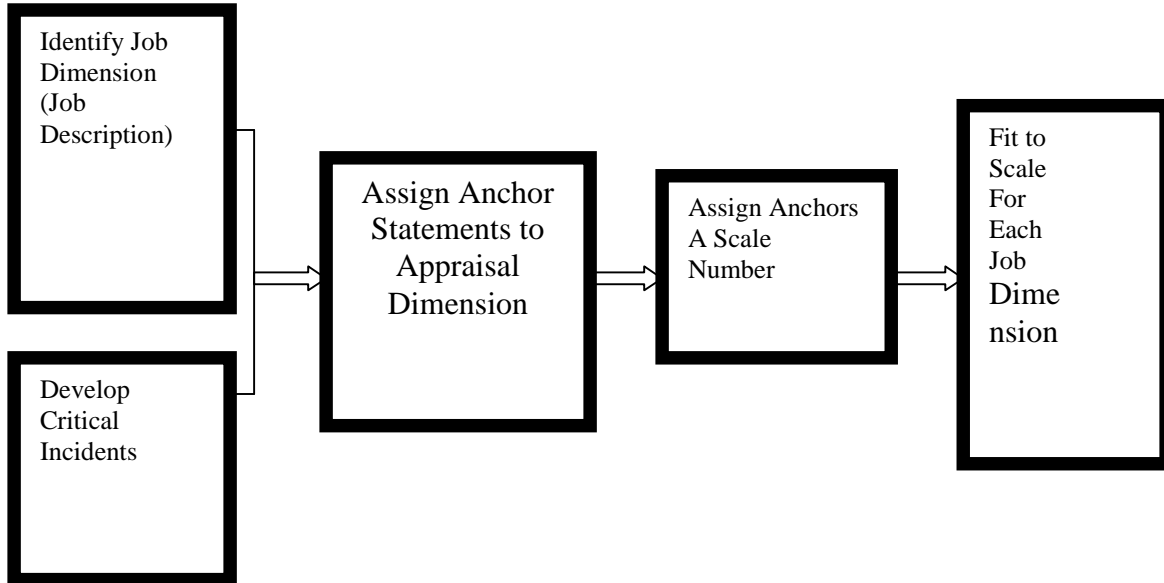 Identify Job
Dimension
(Job
Description)
Develop
Critical
Incidents
Assign Anchor
Statements to
Appraisal
Dimension
Assign Anchors
A Scale
Number
Fit to
Scale
For
Each
Job
Dime
nsion